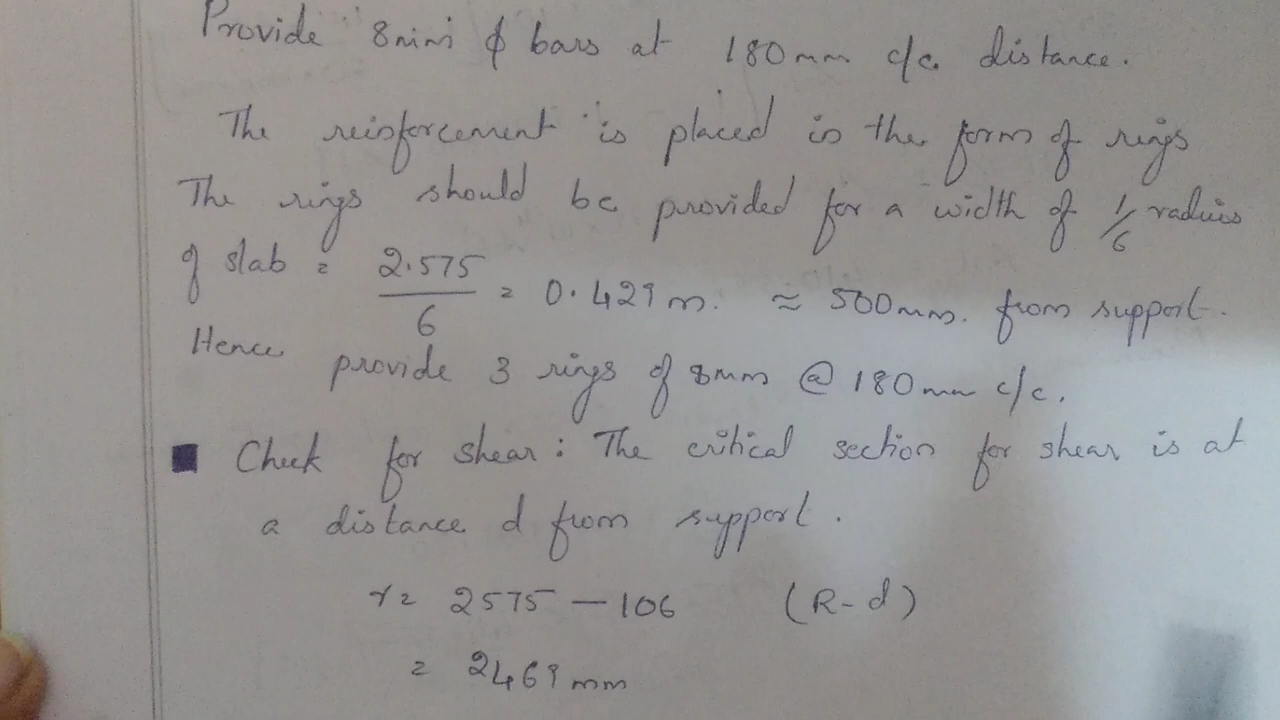 Provide 8mm ϕ bars at 180mm c/c. distance.
The reinforcement is placed in the form of rings
The rings should be provided for a width of 1/6 radius
of slab = 2.575/6 = 0.429 m. ≈ 500mm. from support.
Hence provide 3 rings of 8mm @ 180mm c/c.
Check for shear: The critical section for shear is at
a distance d from support.
r = 2575 - 106 (R-d)
= 2469 mm